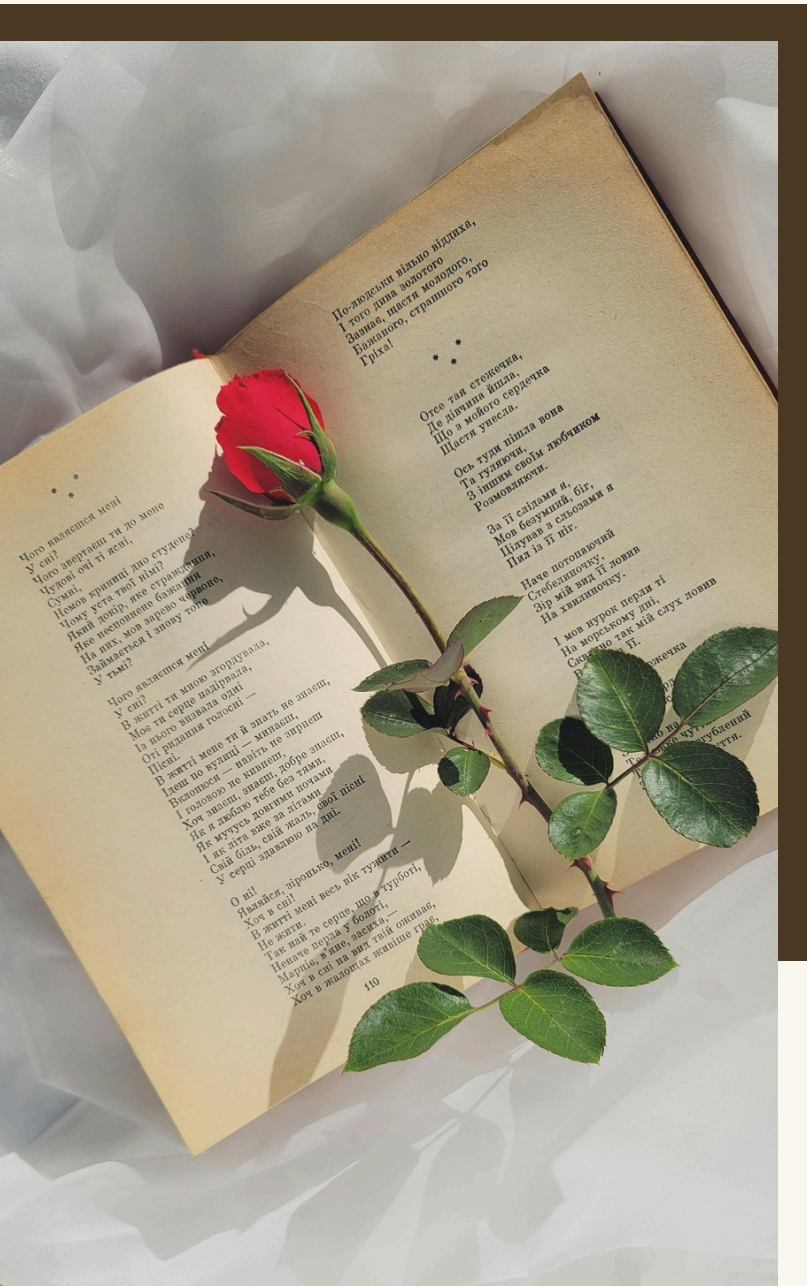 * * *
Чого являєшся мені
У сні?
Чого звертаєш ти до мене
Чудові очі ті ясні,
Сумні,
Немов криниці дно студене?
Чому уста твої німі?
Який докір, яке страждання,
Яке несповнене бажання
На них, мов зарево червоне,
Займається і знову тоне
У тьмі?
Чого являєшся мені
У сні?
В житті ти мною згордувала,
Моє ти серце надірвала,
Із нього визвала одні
Оті ридання голосні —
Пісні.
В житті мене ти й знать не знаєш,
Ідеш по вулиці — минаєш,
Вклонюся — навіть не зирнеш
І головою не кивнеш,
Хоч знаєш, знаєш, добре знаєш,
Як я люблю тебе без тями,
Як мучусь довгими ночами
І як літа вже за літами
Свій біль, свій жаль, свої пісні
У серці здавлюю на дні.
О ні!
Являйся, зіронько, мені!
Хоч в сні!
В житті мені весь вік тужити —
Не жити.
Так най те серце, що в турботі,
Неначе перла у болоті,
Марніє, в'яне, засиха,—
Хоч в сні на вид твій оживає,
Хоч в жалощах живіше грає,
110
По-людськи вільно віддиха,
І того дива золотого
Зазнає, щастя молодого,
Бажаного, страшного того
Гріха!
* * *
Отсе тая стежечка,
Де дівчина йшла,
Що з мойого сердечка
Щастя унесла.
Ось туди пішла вона
Та гуляючи,
З іншим своїм любчиком
Розмовляючи.
За її слідами я,
Мов безумний, біг,
Цілував з сльозами я
Пил із її ніг.
Наче потопаючий
Стебелиночку,
Зір мій вид її ловив
На хвилиночку.
І мов нурок перли ті
На морському дні,
так мій слух ловив
її.